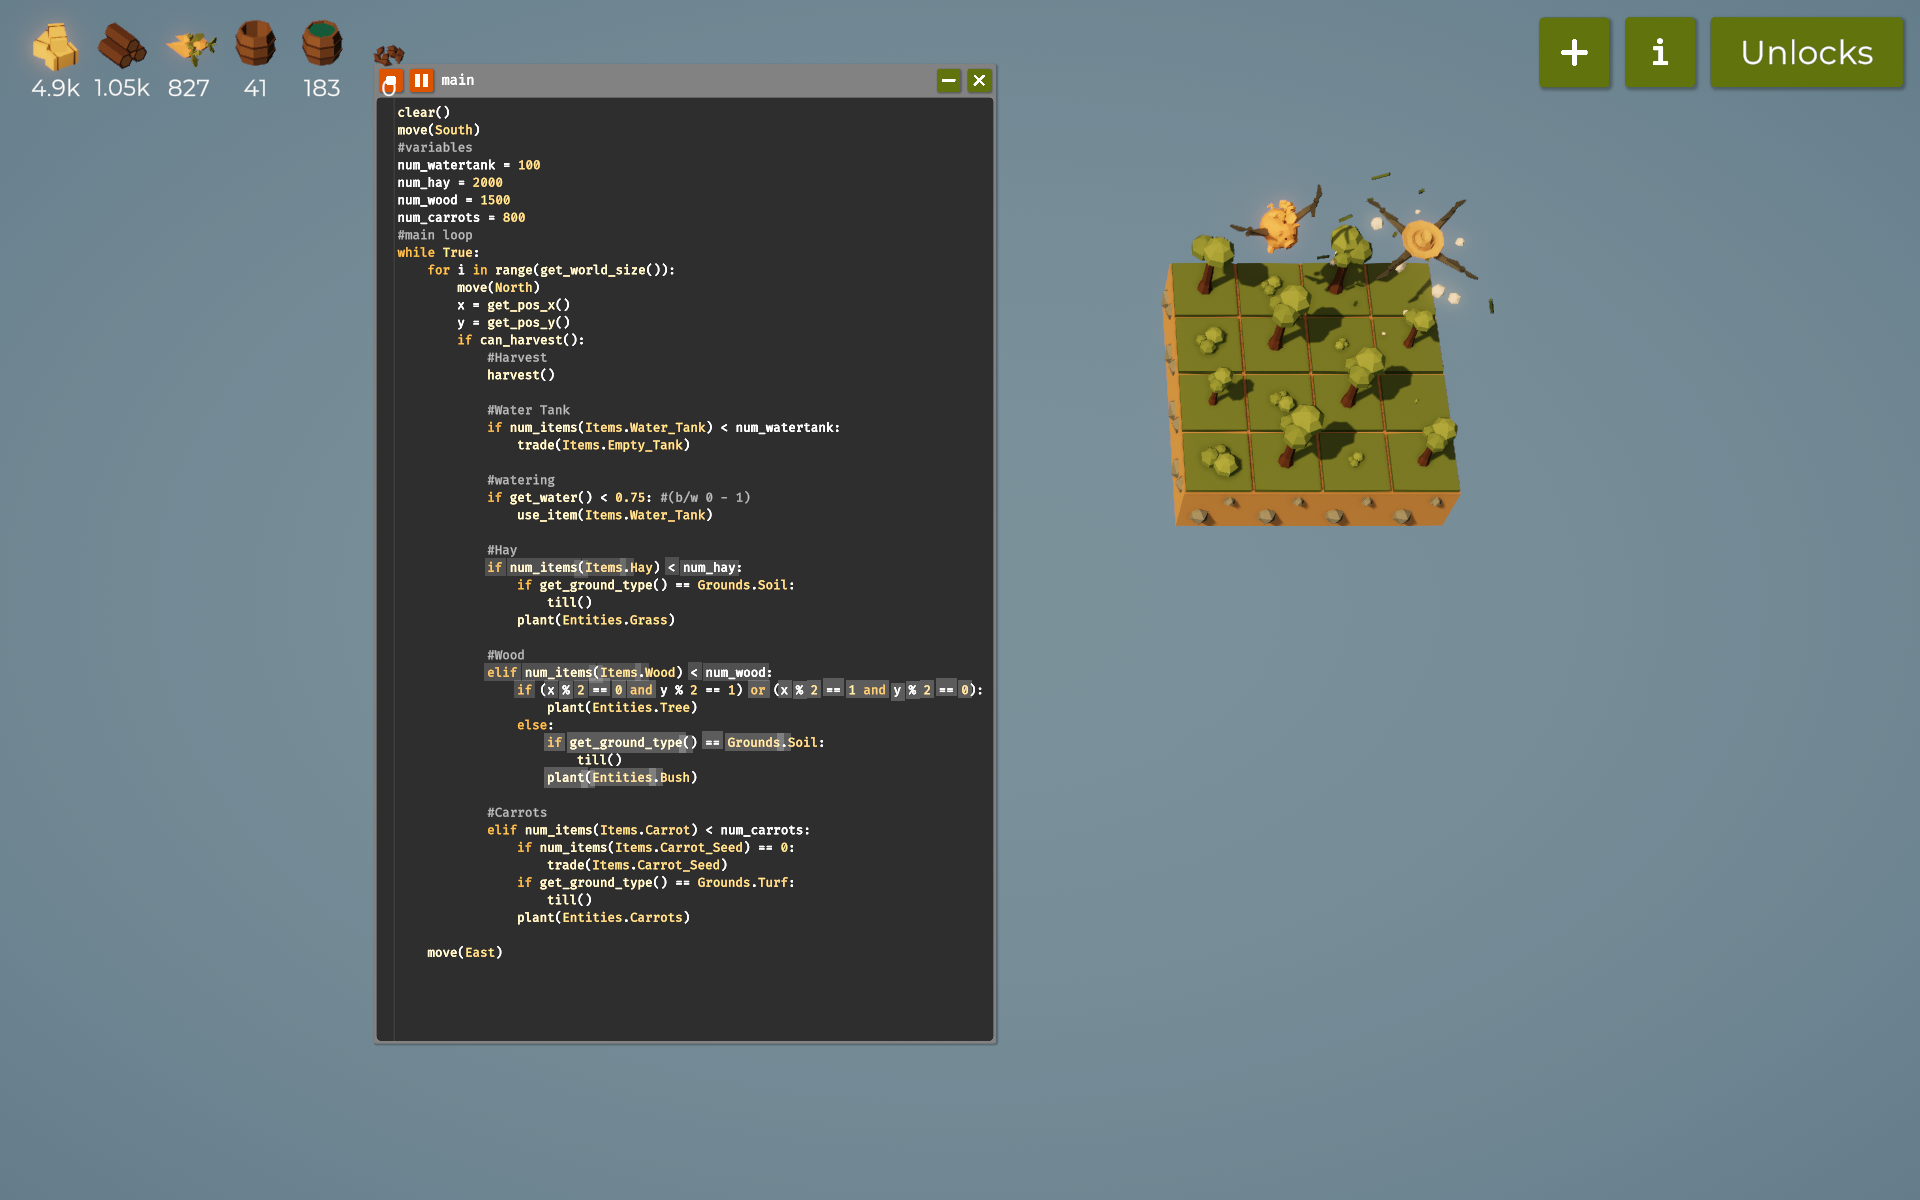 4.9k 1.05k 827 41 183 0
+ i Unlocks
main
clear()
move(South)
#variables
num_watertank = 100
num_hay = 2000
num_wood = 1500
num_carrots = 800
#main loop
while True:
    for i in range(get_world_size()):
        move(North)
        x = get_pos_x()
        y = get_pos_y()
        if can_harvest():
            #Harvest
            harvest()

            #Water Tank
            if num_items(Items.Water_Tank) < num_watertank:
                trade(Items.Empty_Tank)

            #watering
            if get_water() < 0.75: #(b/w 0 - 1)
                use_item(Items.Water_Tank)

            #Hay
            if num_items(Items.Hay) < num_hay:
                if get_ground_type() == Grounds.Soil:
                    till()
                plant(Entities.Grass)

            #Wood
            elif num_items(Items.Wood) < num_wood:
                if (x % 2 == 0 and y % 2 == 1) or (x % 2 == 1 and y % 2 == 0):
                    plant(Entities.Tree)
                else:
                    if get_ground_type() == Grounds.Soil:
                        till()
                    plant(Entities.Bush)

            #Carrots
            elif num_items(Items.Carrot) < num_carrots:
                if num_items(Items.Carrot_Seed) == 0:
                    trade(Items.Carrot_Seed)
                if get_ground_type() == Grounds.Turf:
                    till()
                plant(Entities.Carrots)

    move(East)